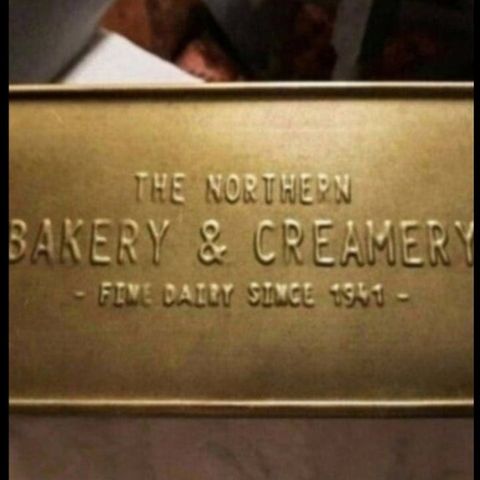 THE NORTHERN
BAKERY & CREAMERY
- FINE DAIRY SINCE 1941 -